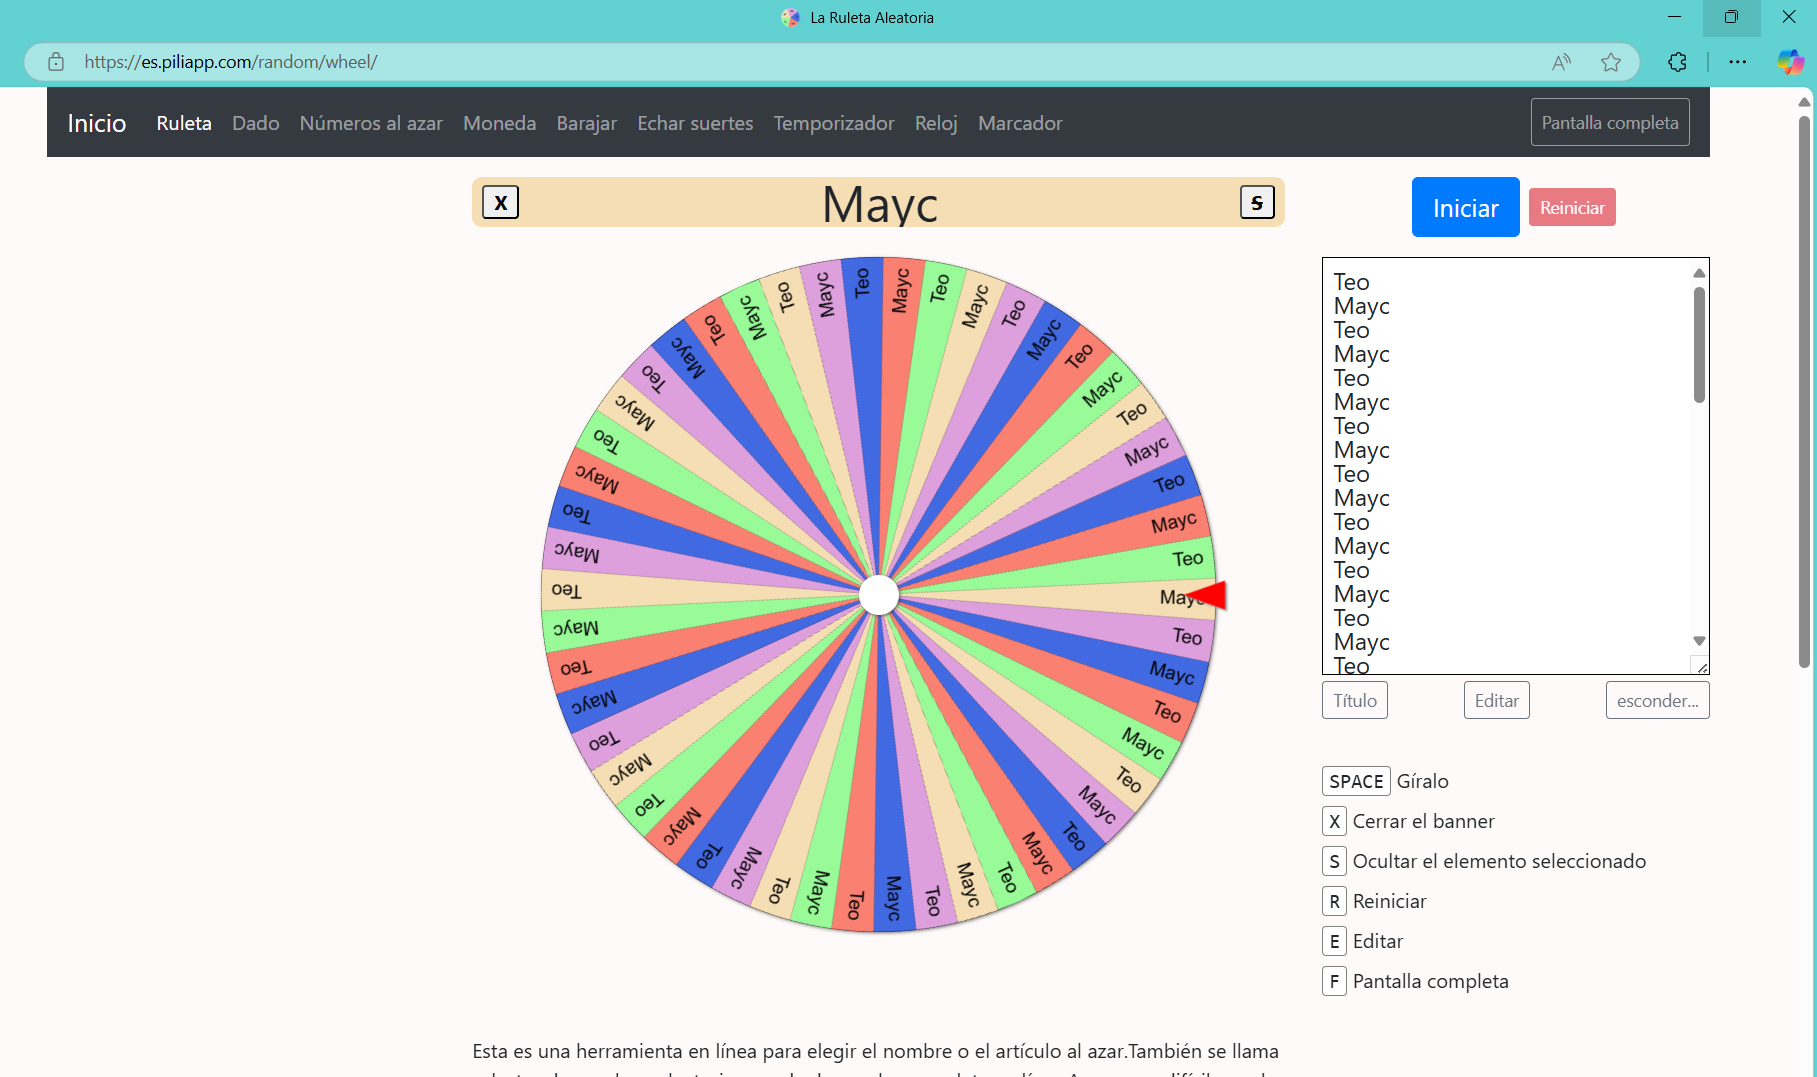 La Ruleta Aleatoria
https://es.piliapp.com/random/wheel/
Inicio Ruleta Dado Números al azar Moneda Barajar Echar suertes Temporizador Reloj Marcador Pantalla completa
X Mayc S
Iniciar Reiniciar
Teo
Mayc
Teo
Mayc
Teo
Mayc
Teo
Mayc
Teo
Mayc
Teo
Mayc
Teo
Mayc
Teo
Mayc
Teo
Mayc
Teo
Mayc
Teo
Mayc
Teo
Mayc
Teo
Mayc
Teo
Mayc
Teo
Mayc
Teo
Mayc
Teo
Mayc
Teo
Mayc
Teo
Mayc
Teo
Mayc
Teo
Mayc
Teo
Mayc
Teo
Mayc
Teo
Mayc
Teo
Mayc
Teo
Mayc
Teo
Mayc
Teo
Mayc
Teo
Mayc
Teo
Mayc
Teo
Mayc
Teo
Mayc
Teo
Mayc
Teo
Título Editar esconder...
SPACE Gíralo
X Cerrar el banner
S Ocultar el elemento seleccionado
R Reiniciar
E Editar
F Pantalla completa
Esta es una herramienta en línea para elegir el nombre o el artículo al azar.También se llama